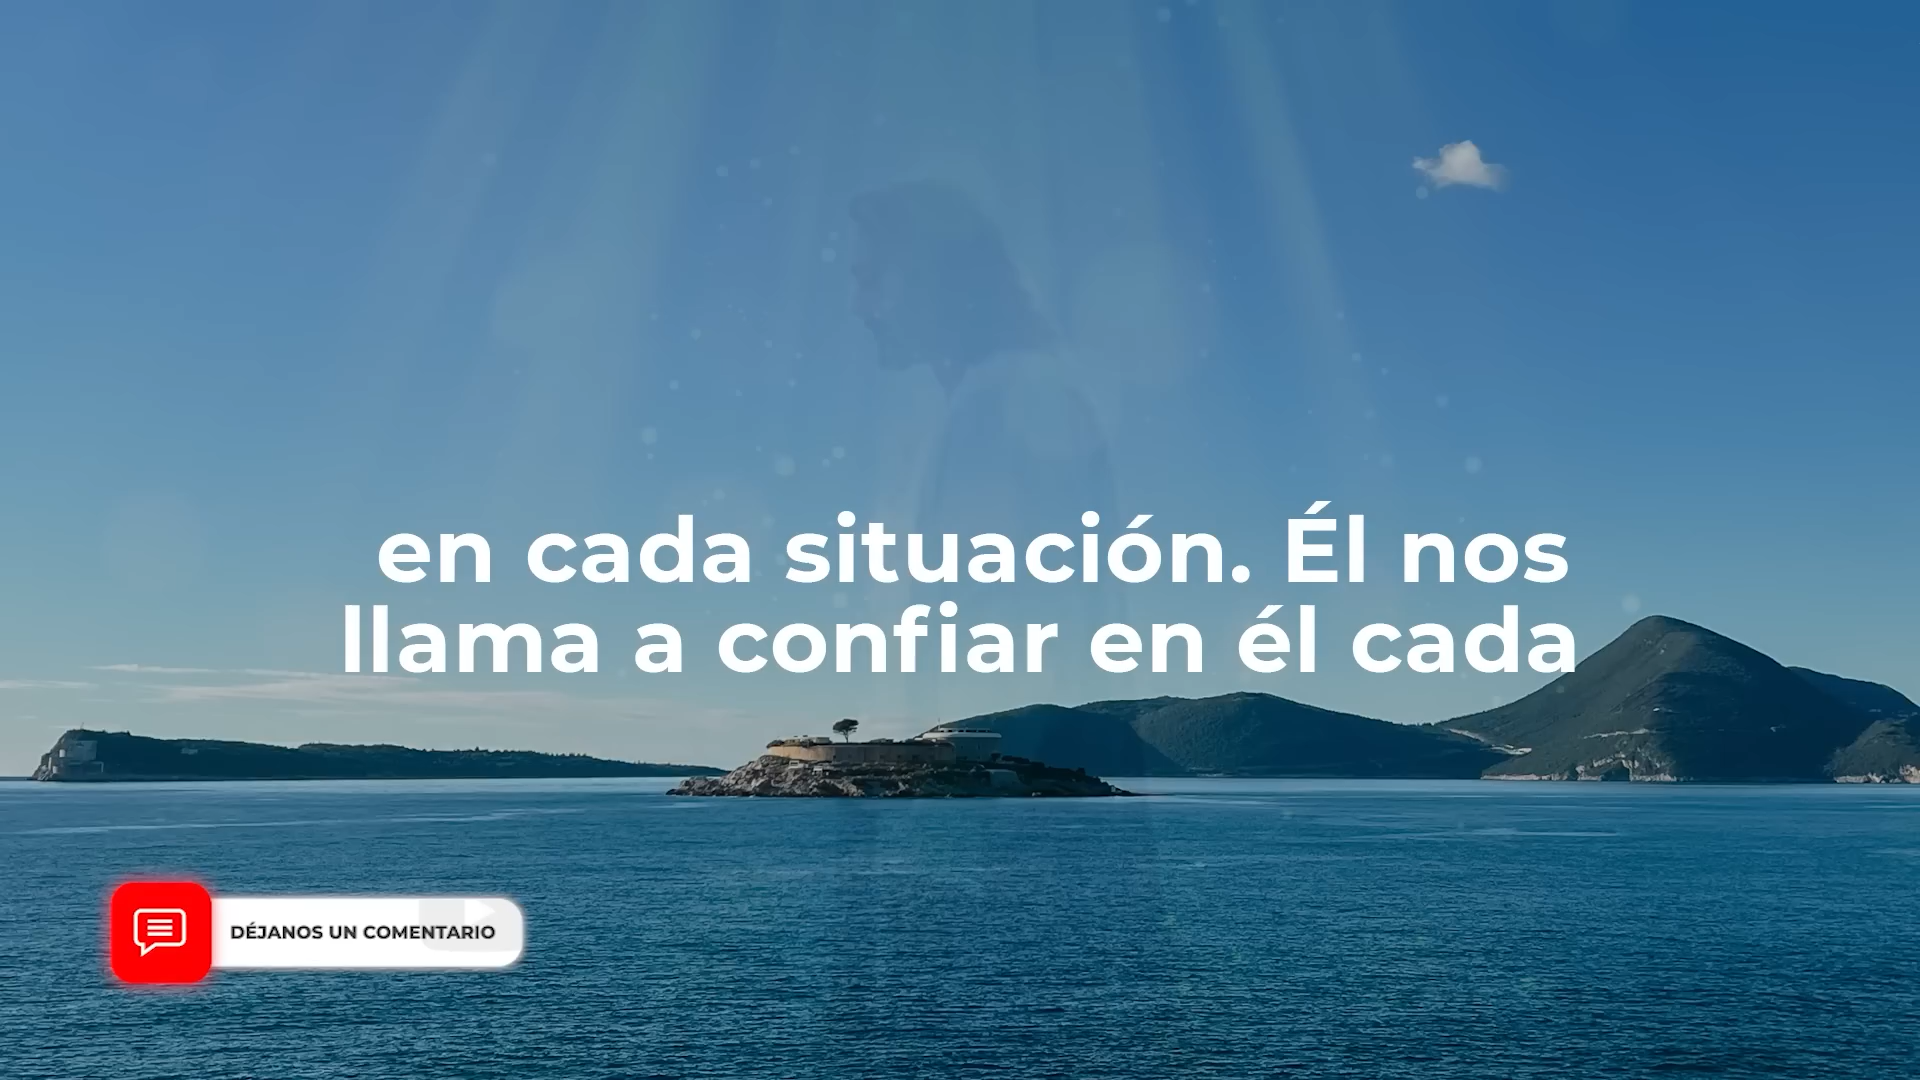 en cada situación. Él nos
llama a confiar en él cada
DÉJANOS UN COMENTARIO